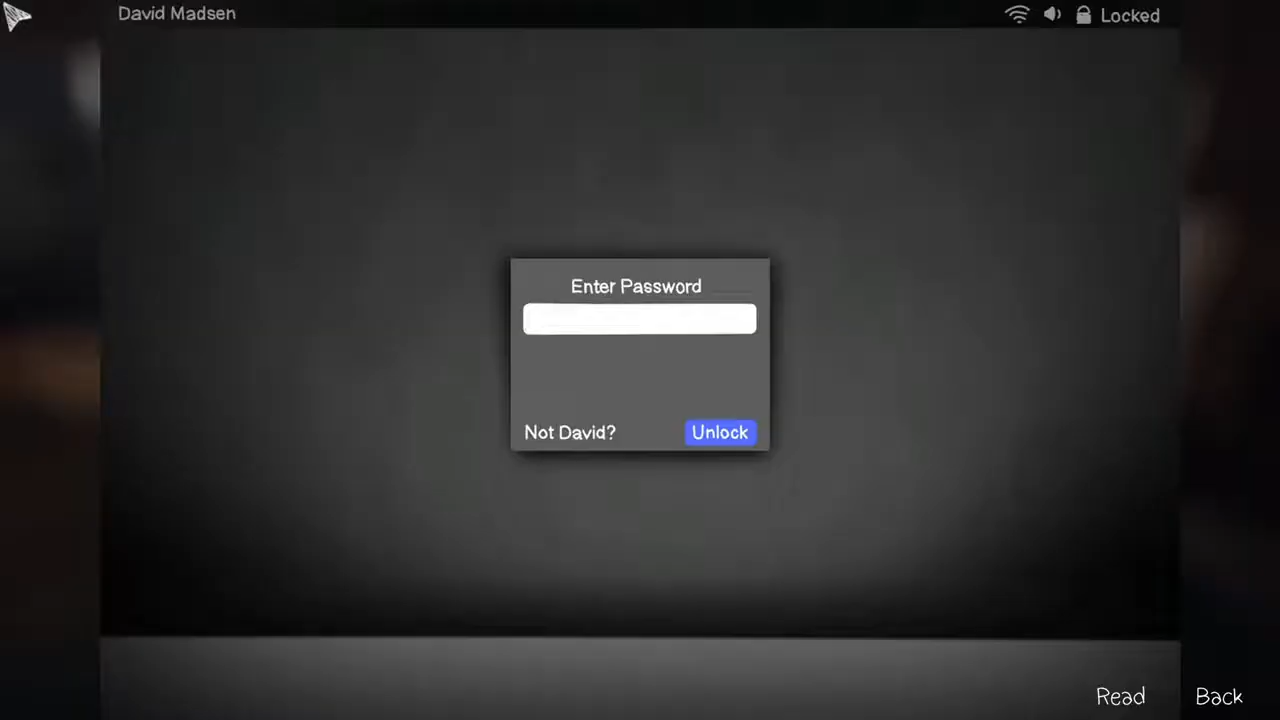 David Madsen
Locked
Enter Password
Not David?
Unlock
Read
Back